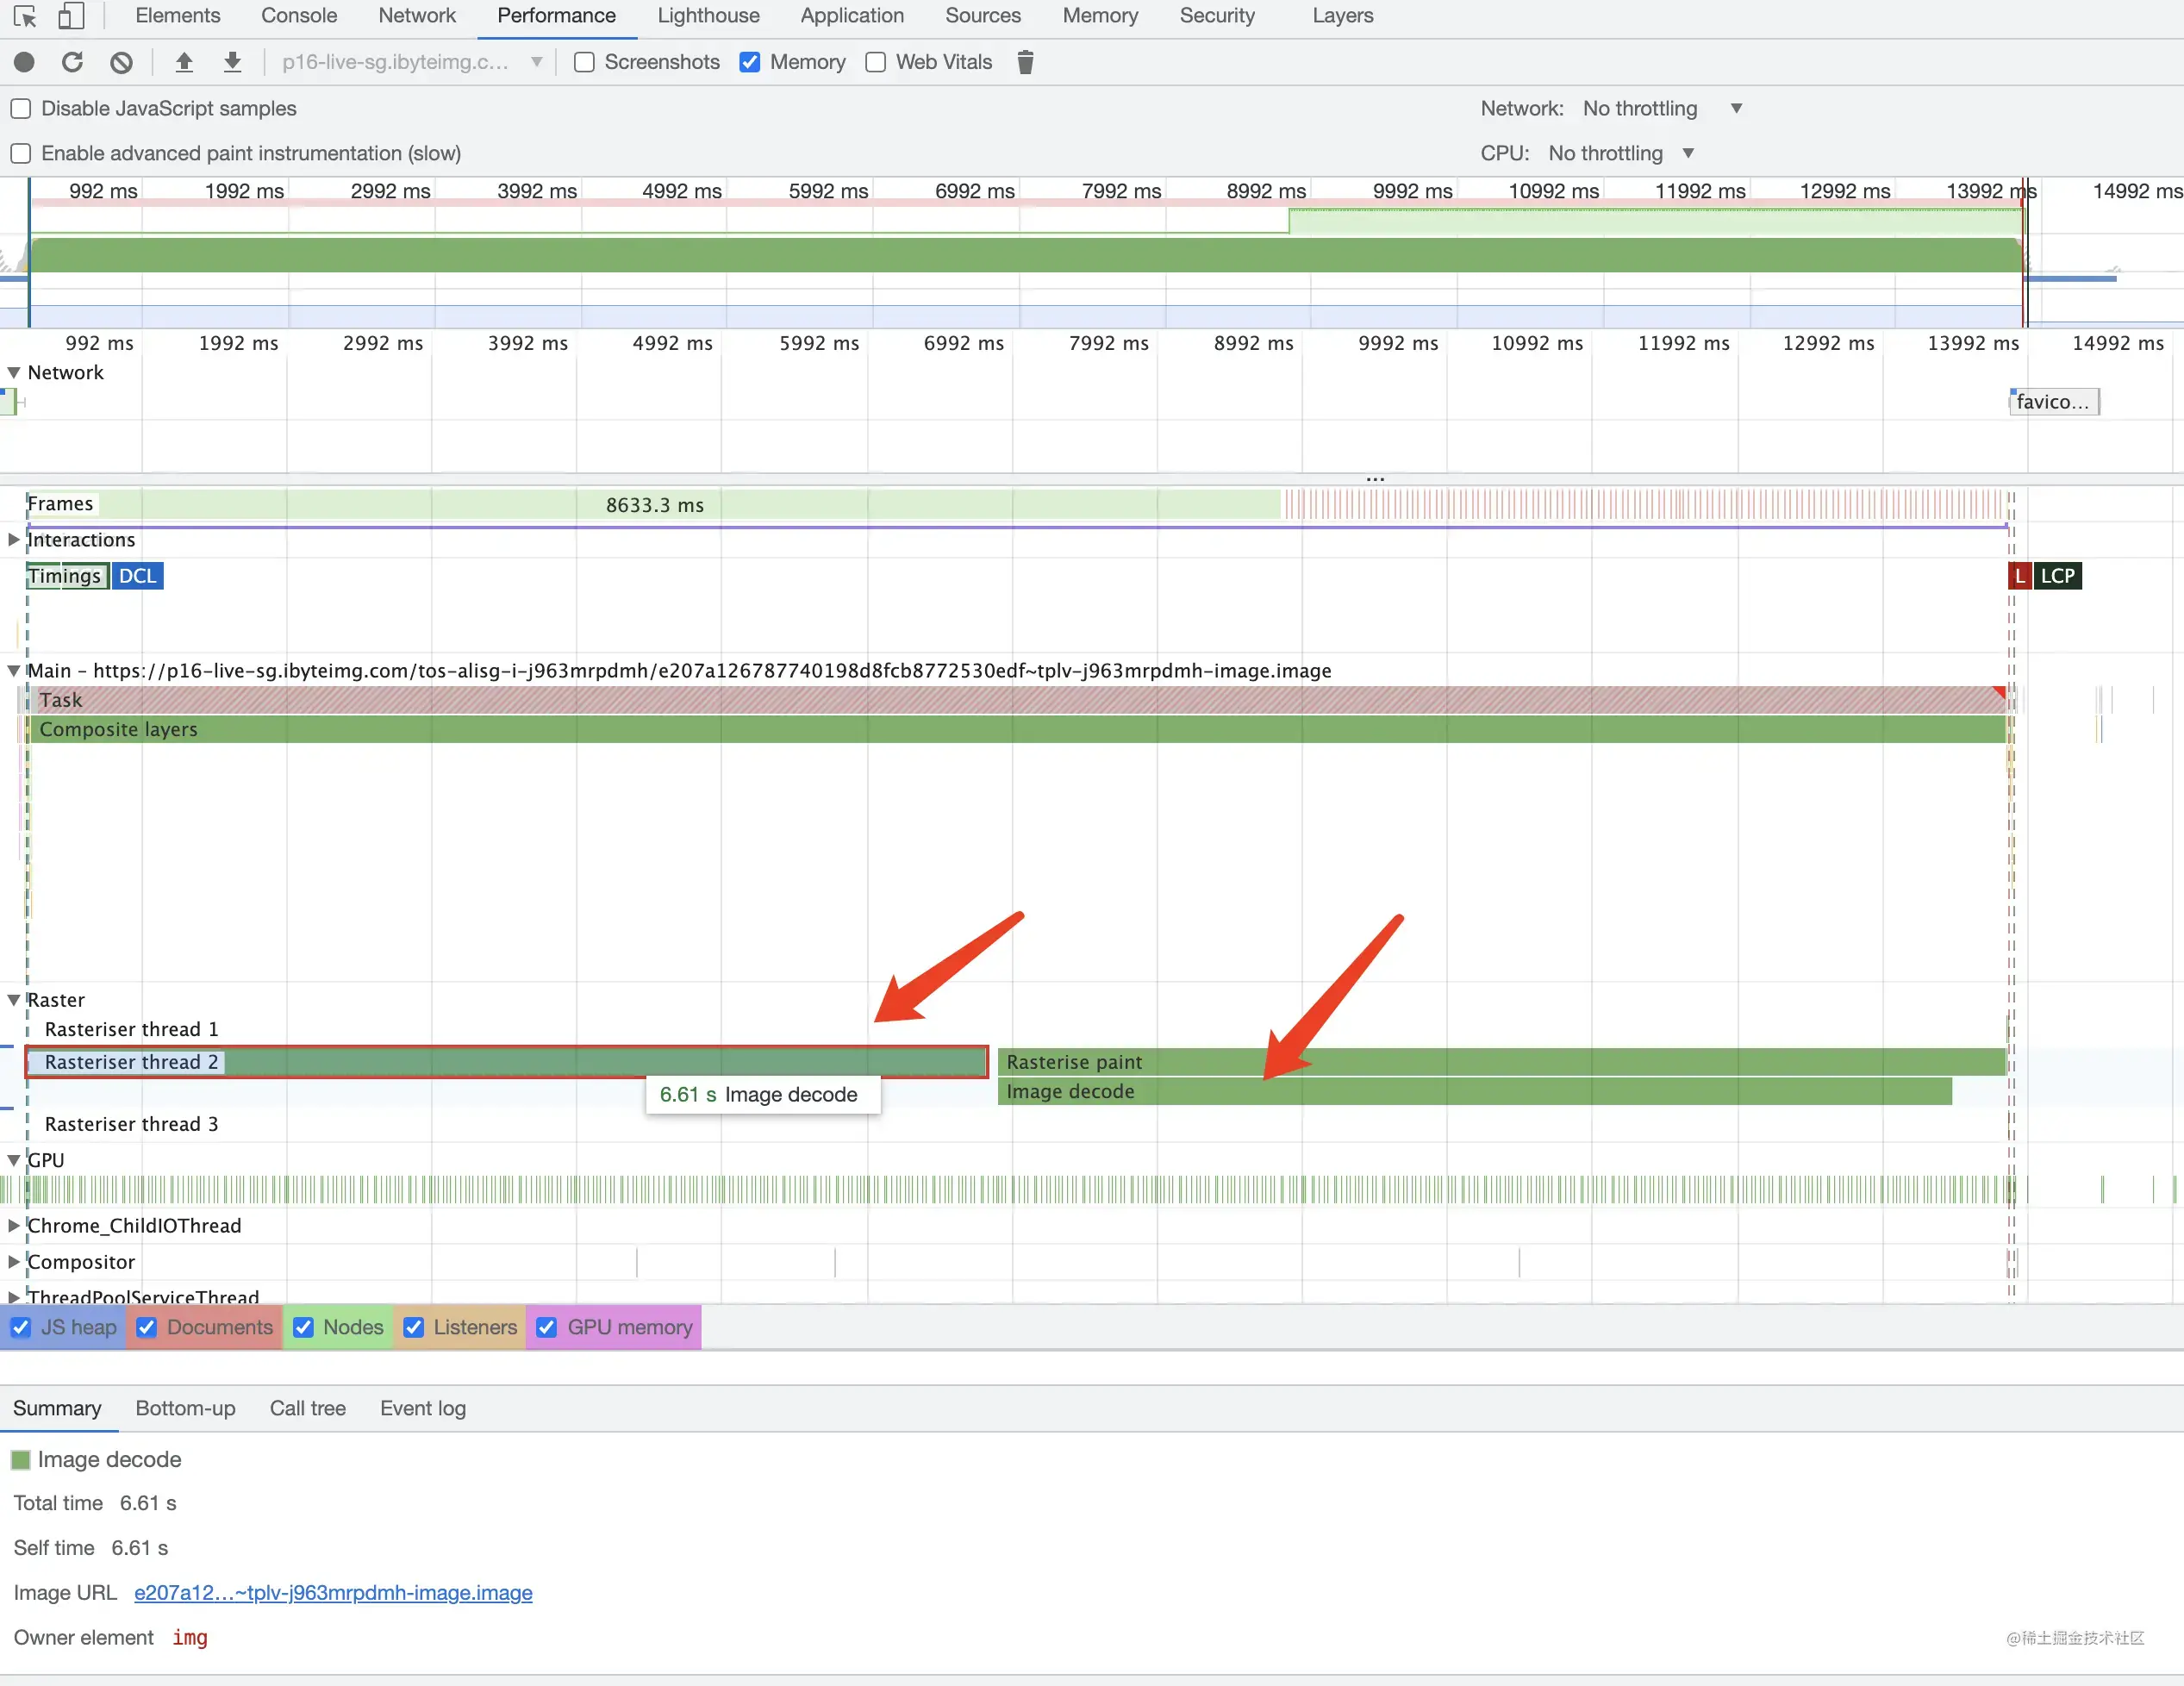 Elements Console Network Performance Lighthouse Application Sources Memory Security Layers
p16-live-sg.ibyteimg.c... Screenshots Memory Web Vitals
Disable JavaScript samples Network: No throttling
Enable advanced paint instrumentation (slow) CPU: No throttling
992 ms 1992 ms 2992 ms 3992 ms 4992 ms 5992 ms 6992 ms 7992 ms 8992 ms 9992 ms 10992 ms 11992 ms 12992 ms 13992 ms 14992 ms
992 ms 1992 ms 2992 ms 3992 ms 4992 ms 5992 ms 6992 ms 7992 ms 8992 ms 9992 ms 10992 ms 11992 ms 12992 ms 13992 ms 14992 ms
Network
favico...
...
Frames 8633.3 ms
Interactions
Timings DCL L LCP
Main – https://p16-live-sg.ibyteimg.com/tos-alisg-i-j963mrpdmh/e207a126787740198d8fcb8772530edf~tplv-j963mrpdmh-image.image
Task
Composite layers
Raster
Rasteriser thread 1
Rasteriser thread 2 Rasterise paint
6.61 s Image decode Image decode
Rasteriser thread 3
GPU
Chrome_ChildIOThread
Compositor
ThreadPoolServiceThread
JS heap Documents Nodes Listeners GPU memory
Summary Bottom-up Call tree Event log
Image decode
Total time 6.61 s
Self time 6.61 s
Image URL e207a12…~tplv-j963mrpdmh-image.image
Owner element img
@稀土掘金技术社区